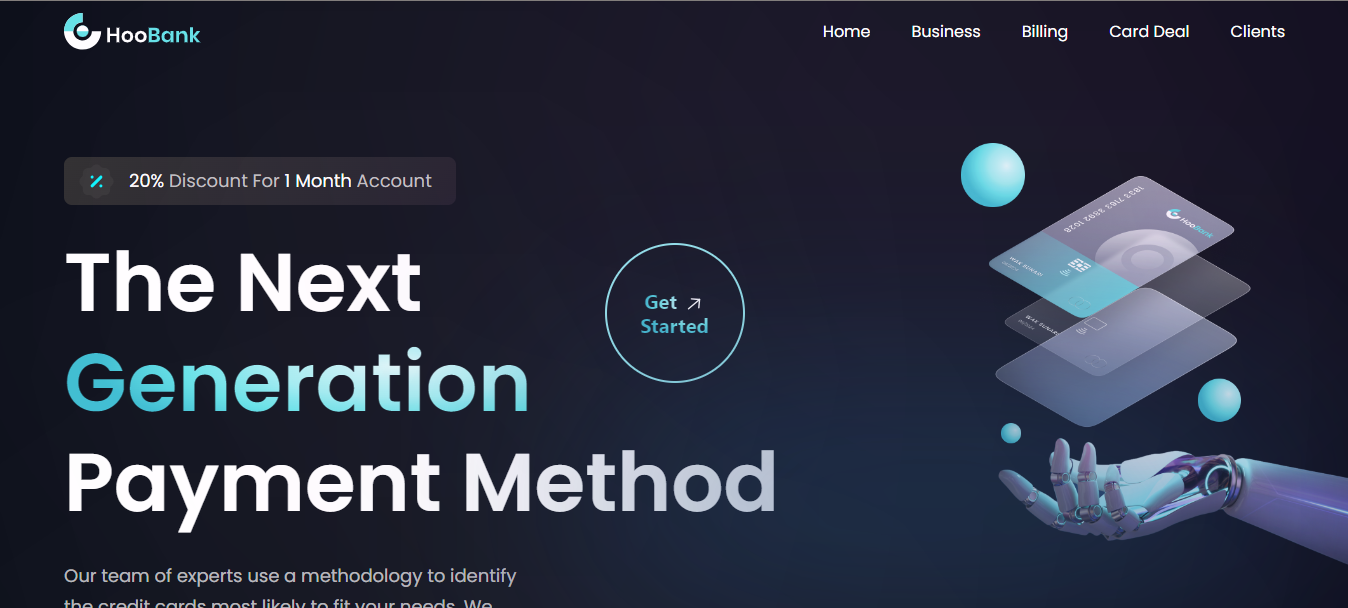 HooBank
Home Business Billing Card Deal Clients
20% Discount For 1 Month Account
The Next
Generation
Payment Method
Get
Started
Our team of experts use a methodology to identify
the credit cards most likely to fit your needs. We
HooBank